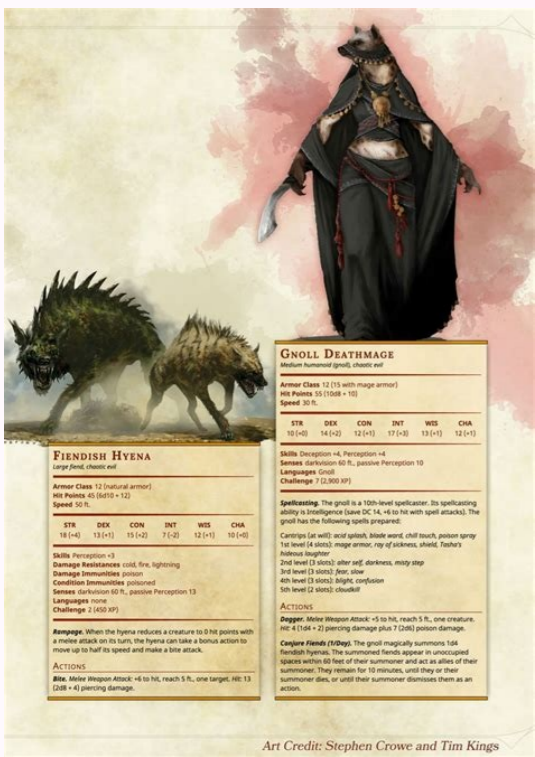 GNOLL DEATHMAGE
Medium humanoid (gnoll), chaotic evil
Armor Class 12 (15 with mage armor)
Hit Points 55 (10d8 + 10)
Speed 30 ft.
STR DEX CON INT WIS CHA
10 (+0) 14 (+2) 12 (+1) 17 (+3) 13 (+1) 12 (+1)
Skills Deception +4, Perception +4
Senses darkvision 60 ft., passive Perception 10
Languages Gnoll
Challenge 7 (2,900 XP)
Spellcasting. The gnoll is a 10th-level spellcaster. Its spellcasting
ability is Intelligence (save DC 14, +6 to hit with spell attacks). The
gnoll has the following spells prepared:
Cantrips (at will): acid splash, blade ward, chill touch, poison spray
1st level (4 slots): mage armor, ray of sickness, shield, Tasha's
hideous laughter
2nd level (3 slots): alter self, darkness, misty step
3rd level (3 slots): fear, slow
4th level (3 slots): blight, confusion
5th level (2 slots): cloudkill
ACTIONS
Dagger. Melee Weapon Attack: +5 to hit, reach 5 ft., one creature.
Hit: 4 (1d4 + 2) piercing damage plus 7 (2d6) poison damage.
Conjure Fiends (1/Day). The gnoll magically summons 1d4
fiendish hyenas. The summoned fiends appear in unoccupied
spaces within 60 feet of their summoner and act as allies of their
summoner. They remain for 10 minutes, until they or their
summoner dies, or until their summoner dismisses them as an
action.
FIENDISH HYENA
Large fiend, chaotic evil
Armor Class 12 (natural armor)
Hit Points 45 (6d10 + 12)
Speed 50 ft.
STR DEX CON INT WIS CHA
18 (+4) 13 (+1) 15 (+2) 7 (-2) 12 (+1) 10 (+0)
Skills Perception +3
Damage Resistances cold, fire, lightning
Damage Immunities poison
Condition Immunities poisoned
Senses darkvision 60 ft., passive Perception 13
Languages none
Challenge 2 (450 XP)
Rampage. When the hyena reduces a creature to 0 hit points with
a melee attack on its turn, the hyena can take a bonus action to
move up to half its speed and make a bite attack.
ACTIONS
Bite. Melee Weapon Attack: +6 to hit, reach 5 ft., one target. Hit: 13
(2d8 + 4) piercing damage.
Art Credit: Stephen Crowe and Tim Kings